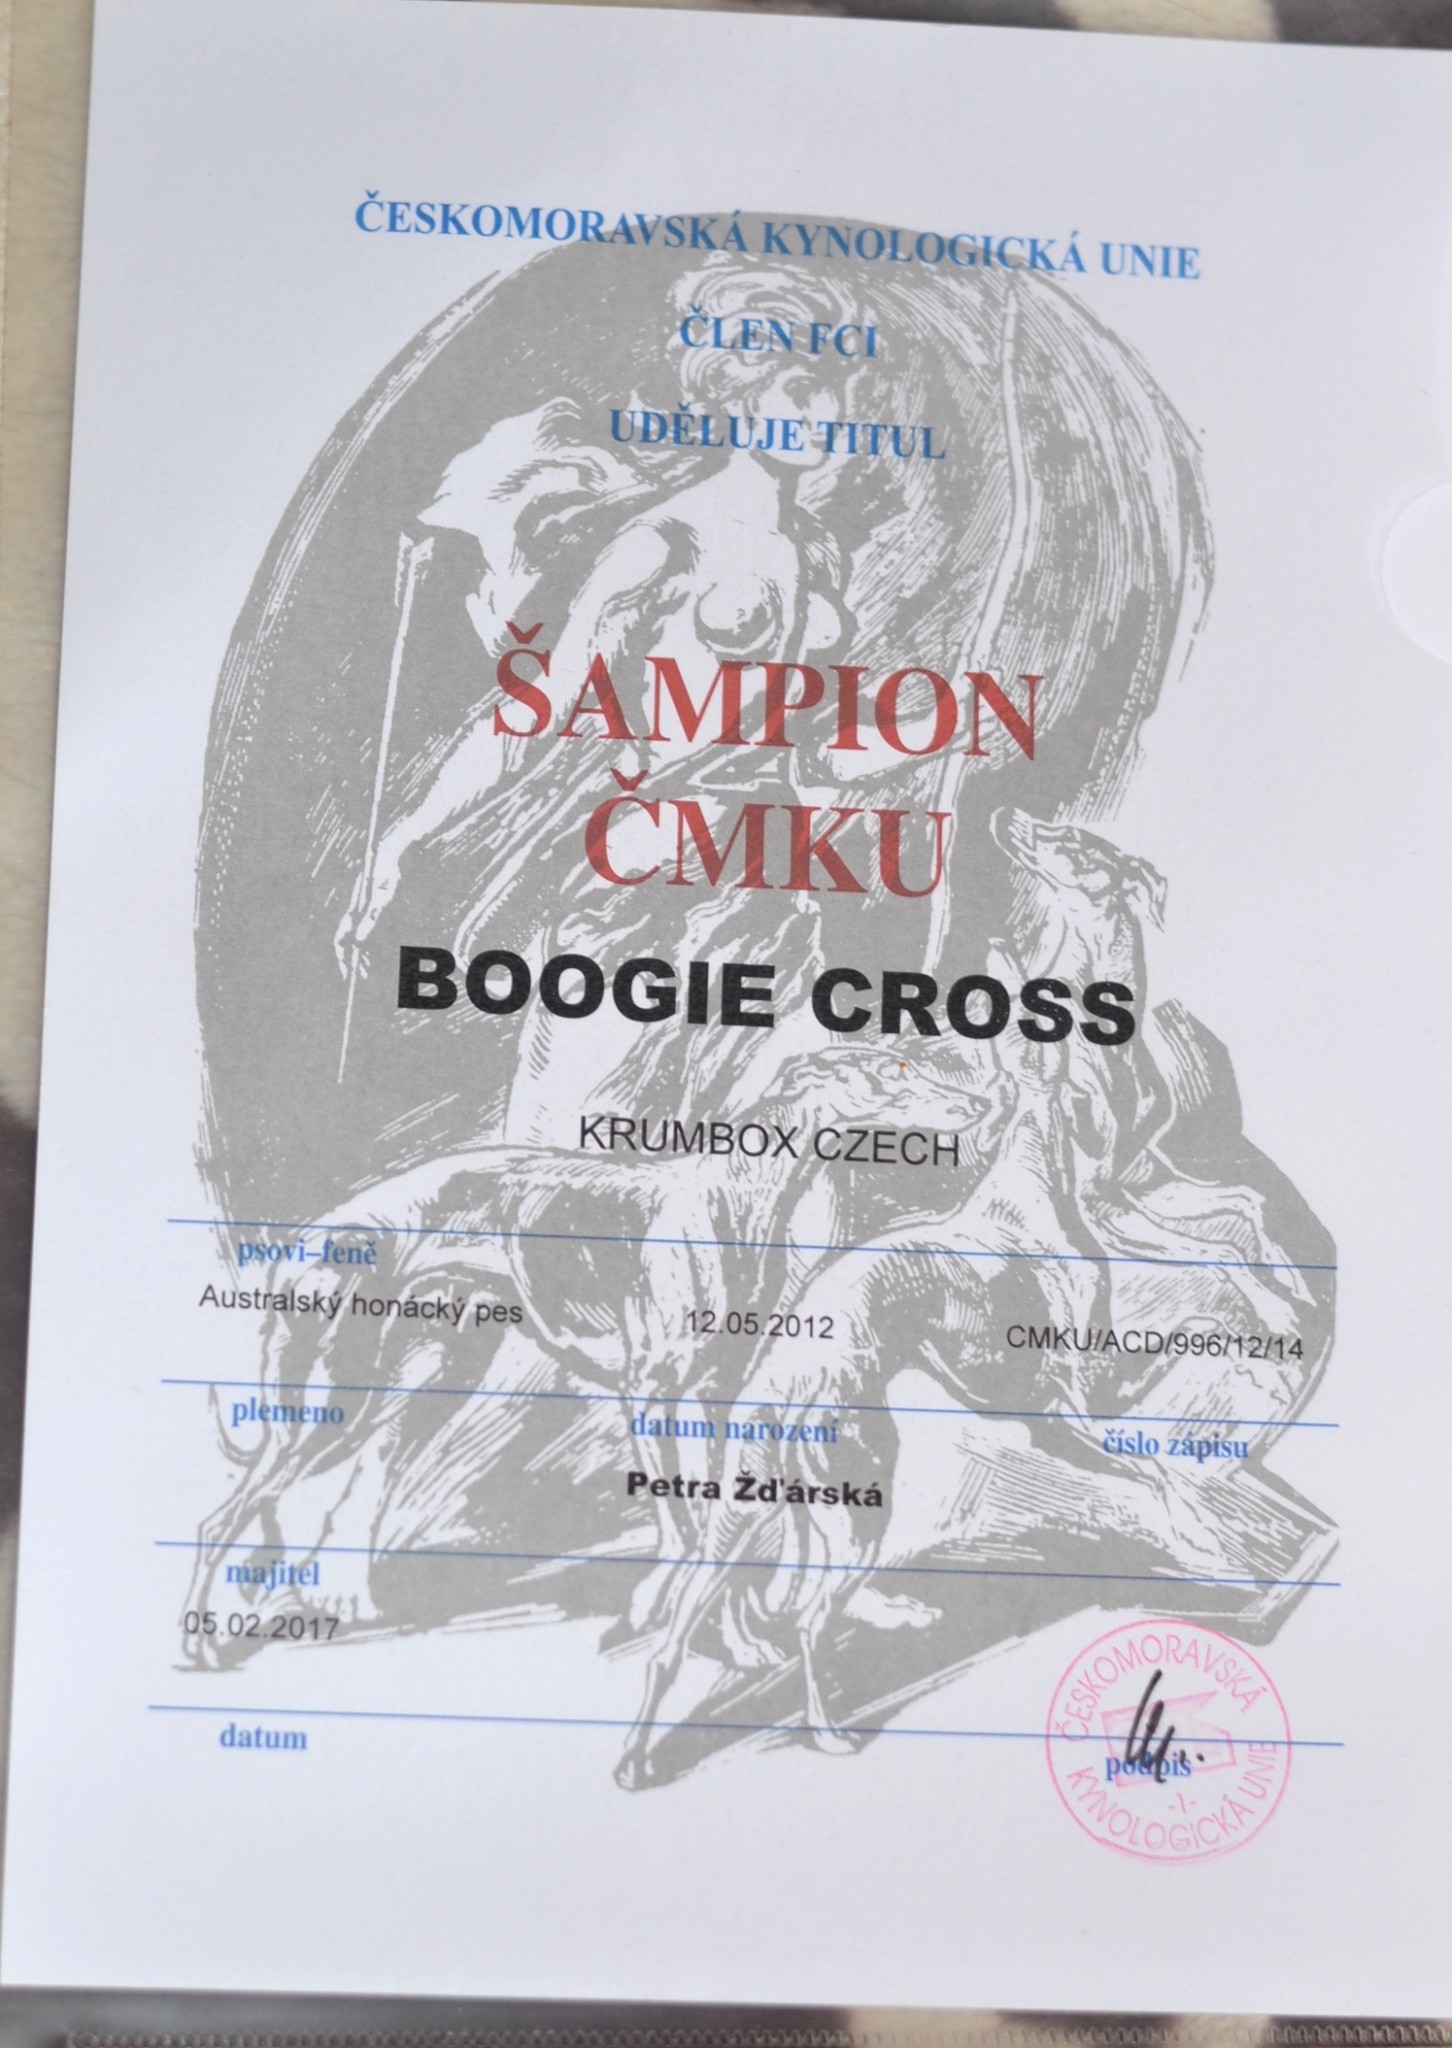 ČESKOMORAVSKÁ KYNOLOGICKÁ UNIE
ČLEN FCI
UDĚLUJE TITUL
ŠAMPION
ČMKU
BOOGIE CROSS
KRUMBOX CZECH
psovi–feně
Australský honácký pes 12.05.2012 CMKU/ACD/996/12/14
plemeno datum narození číslo zápisu
Petra Žďárská
majitel
05.02.2017
datum podpis
ČESKOMORAVSKÁ
KYNOLOGICKÁ UNIE
-1-